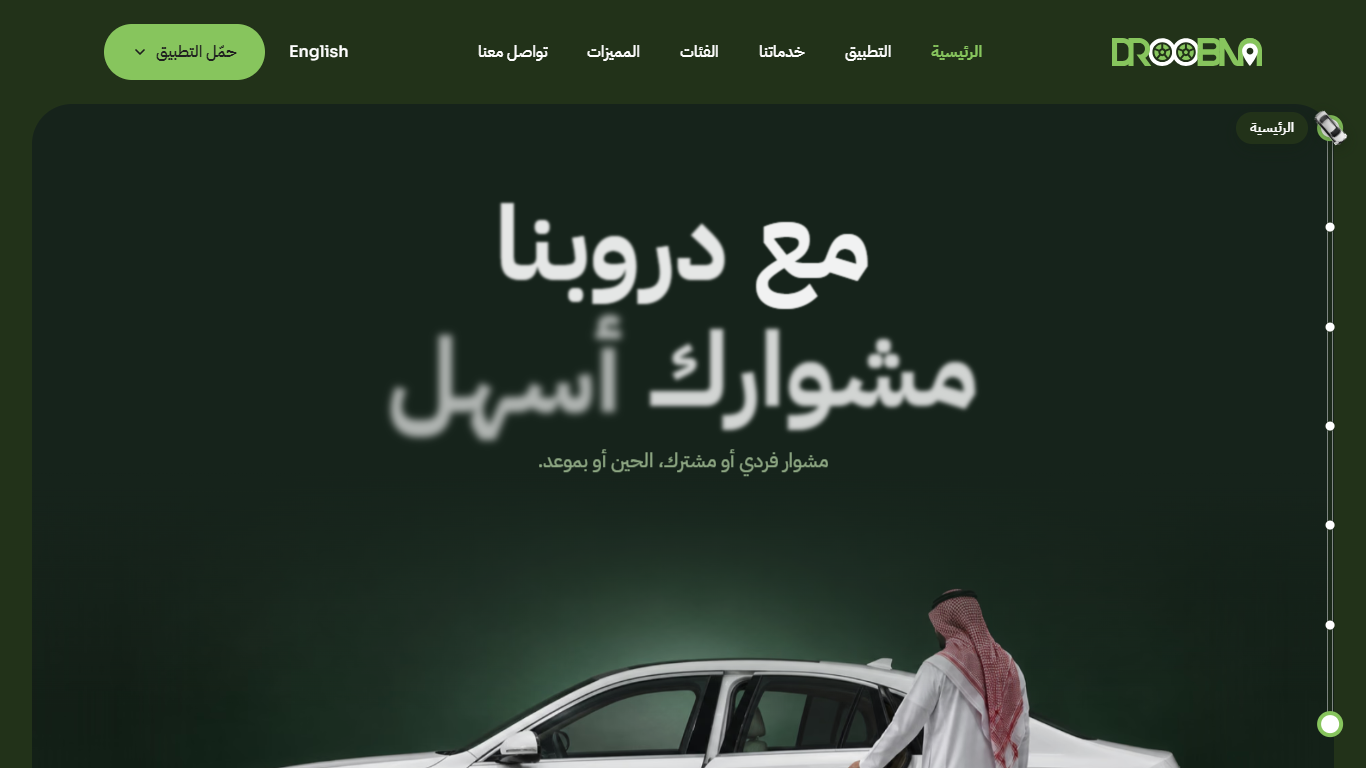 DROOBNA
الرئيسية
التطبيق
خدماتنا
الفئات
المميزات
تواصل معنا
English
حمّل التطبيق
الرئيسية
مع دروبنا
مشوارك أسهل
مشوار فردي أو مشترك، الحين أو بموعد.